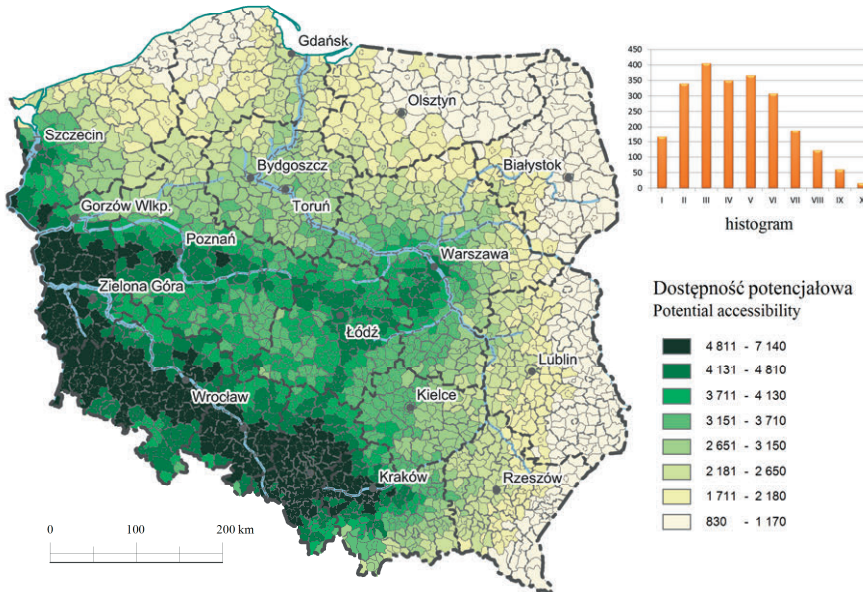 Gdańsk
Olsztyn
Szczecin
Białystok
Bydgoszcz
Toruń
Gorzów Wlkp.
Poznań
Warszawa
Zielona Góra
Łódź
Lublin
Wrocław
Kielce
Kraków
Rzeszów
0 100 200 km
450
400
350
300
250
200
150
100
50
0
I II III IV V VI VII VIII IX X
histogram
Dostępność potencjałowa
Potential accessibility
4 811 - 7 140
4 131 - 4 810
3 711 - 4 130
3 151 - 3 710
2 651 - 3 150
2 181 - 2 650
1 711 - 2 180
830 - 1 170